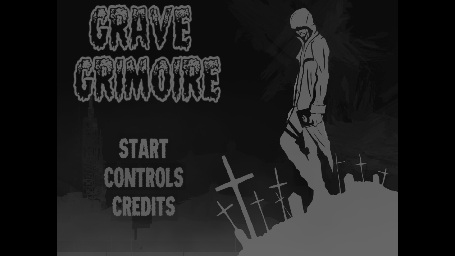 GRAVE
GRIMOIRE
START
CONTROLS
CREDITS